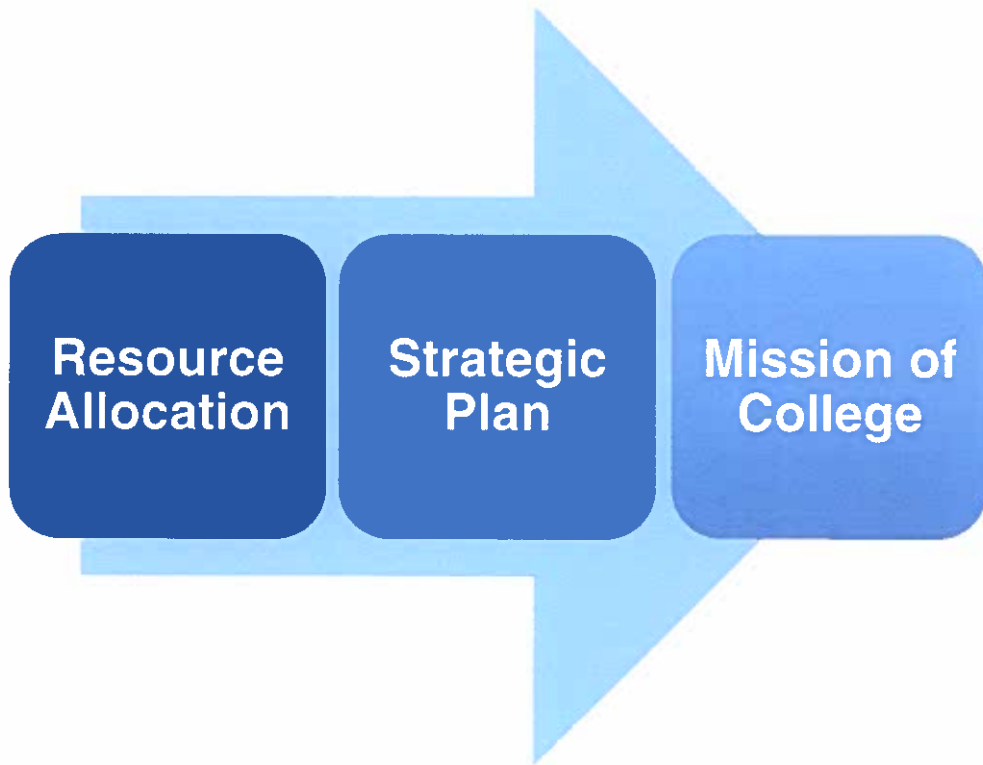 Resource
Allocation
Strategic
Plan
Mission of
College